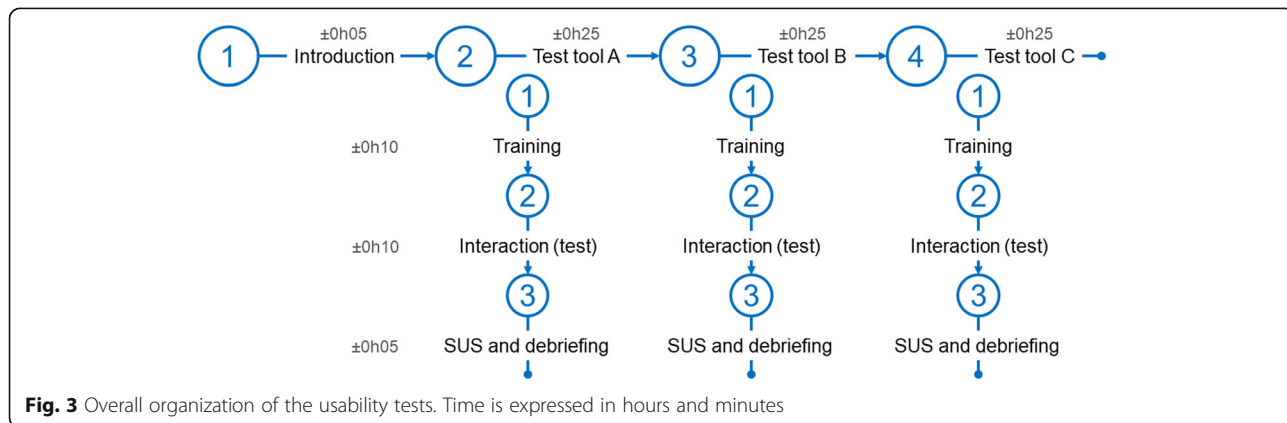 ±0h05 ±0h25 ±0h25 ±0h25
1 Introduction 2 Test tool A 3 Test tool B 4 Test tool C
1 1 1
±0h10 Training Training Training
2 2 2
±0h10 Interaction (test) Interaction (test) Interaction (test)
3 3 3
±0h05 SUS and debriefing SUS and debriefing SUS and debriefing
Fig. 3 Overall organization of the usability tests. Time is expressed in hours and minutes